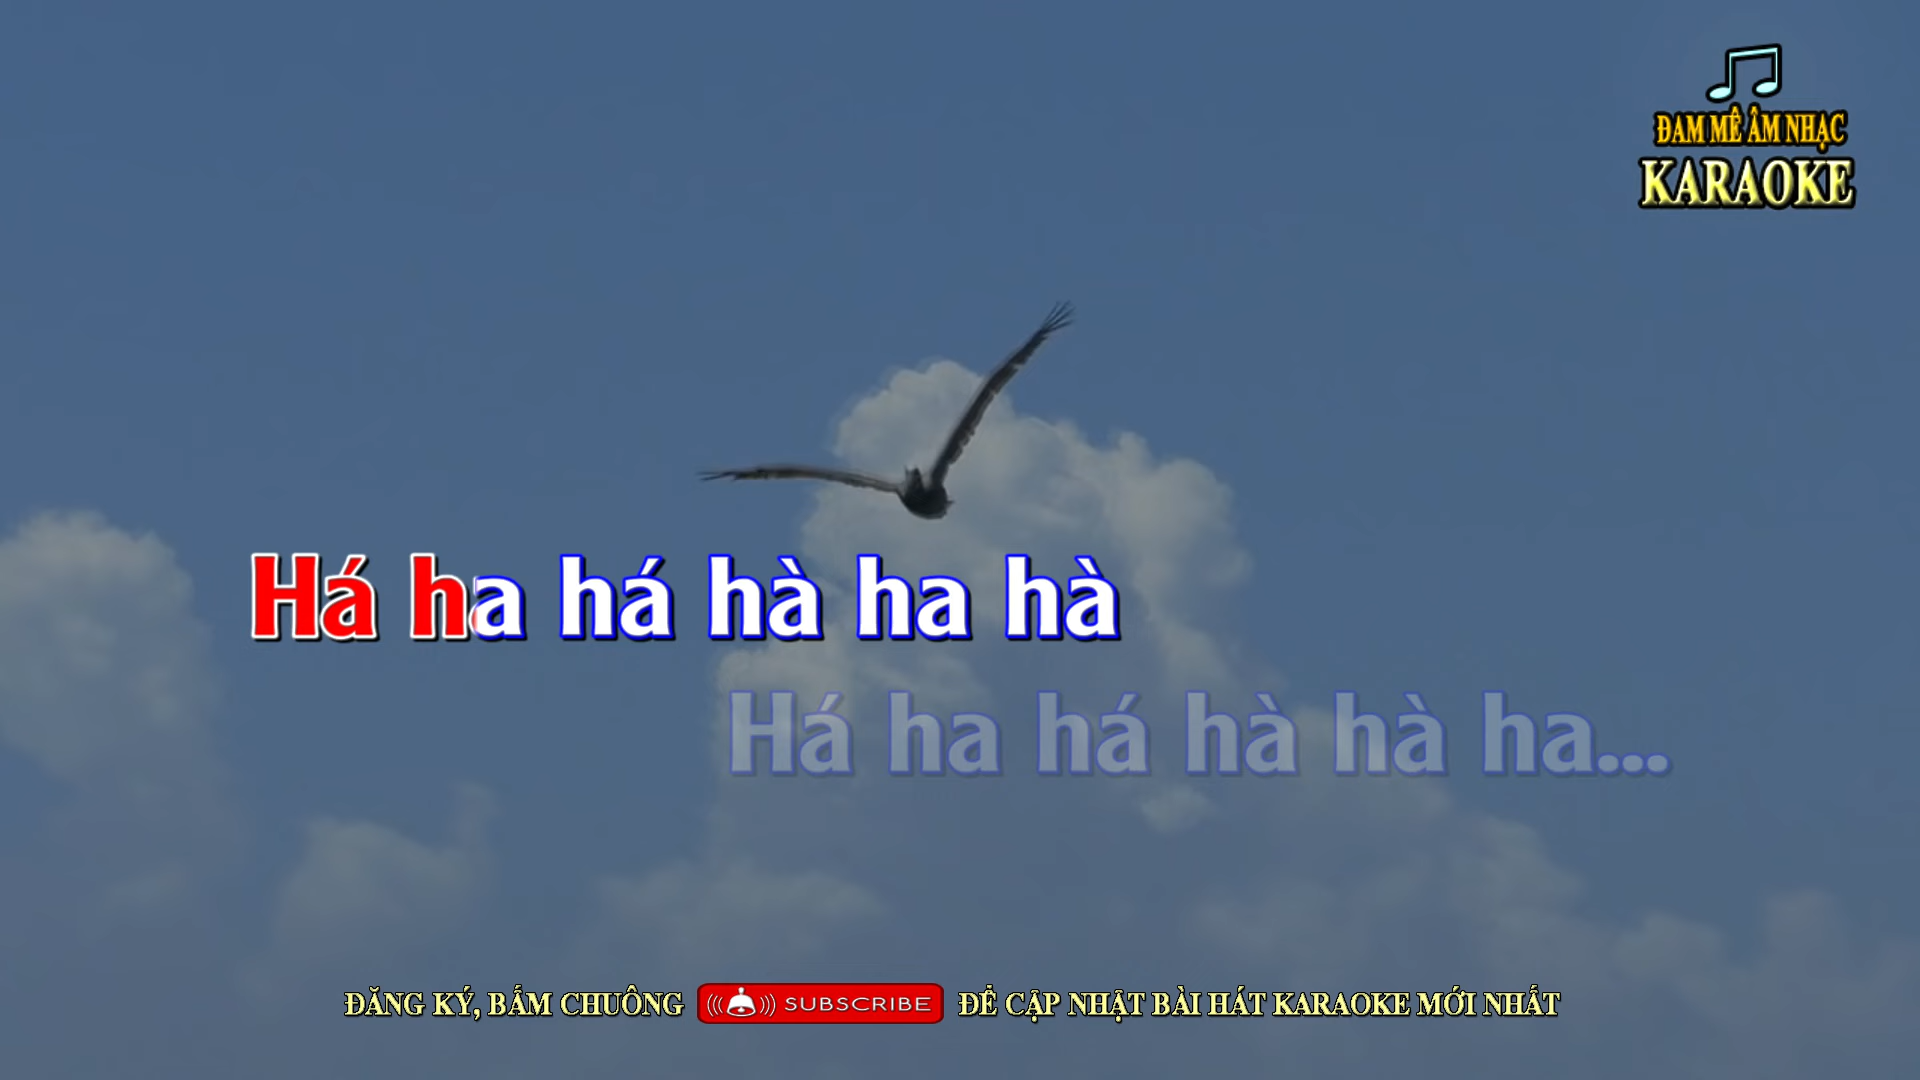 ĐAM MÊ ÂM NHẠC
KARAOKE
Há ha há hà ha hà
Há ha há hà hà ha...
ĐĂNG KÝ, BẤM CHUÔNG SUBSCRIBE ĐỂ CẬP NHẬT BÀI HÁT KARAOKE MỚI NHẤT